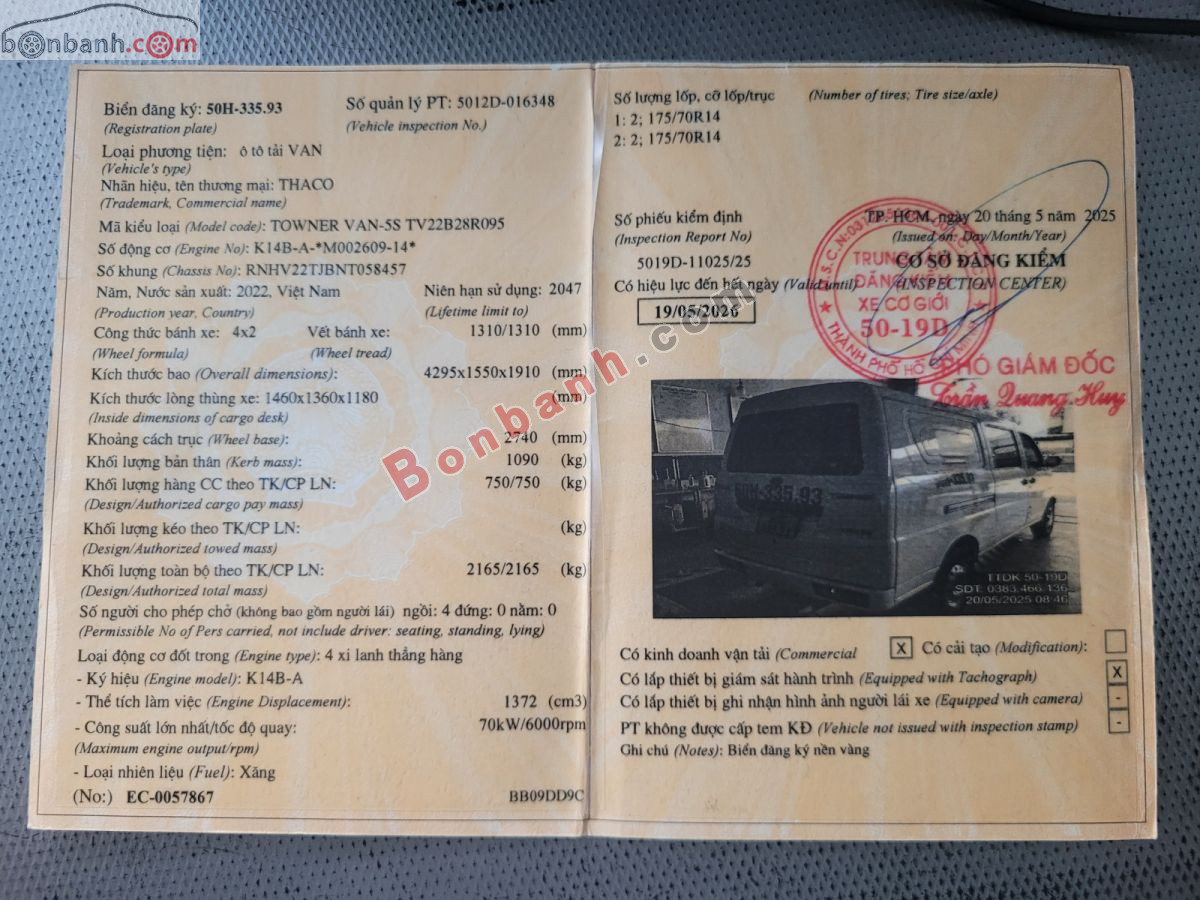 bonbanh.com
Biển đăng ký: 50H-335.93
(Registration plate)
Số quản lý PT: 5012D-016348
(Vehicle inspection No.)
Loại phương tiện: ô tô tải VAN
(Vehicle's type)
Nhãn hiệu, tên thương mại: THACO
(Trademark, Commercial name)
Mã kiểu loại (Model code): TOWNER VAN-5S TV22B28R095
Số động cơ (Engine No): K14B-A-*M002609-14*
Số khung (Chassis No): RNHV22TJBNT058457
Năm, Nước sản xuất: 2022, Việt Nam
(Production year, Country)
Niên hạn sử dụng: 2047
(Lifetime limit to)
Công thức bánh xe: 4x2
(Wheel formula)
Vết bánh xe: 1310/1310 (mm)
(Wheel tread)
Kích thước bao (Overall dimensions): 4295x1550x1910 (mm)
Kích thước lòng thùng xe: 1460x1360x1180 (mm)
(Inside dimensions of cargo desk)
Khoảng cách trục (Wheel base): 2740 (mm)
Khối lượng bản thân (Kerb mass): 1090 (kg)
Khối lượng hàng CC theo TK/CP LN: 750/750 (kg)
(Design/Authorized cargo pay mass)
Khối lượng kéo theo TK/CP LN: (kg)
(Design/Authorized towed mass)
Khối lượng toàn bộ theo TK/CP LN: 2165/2165 (kg)
(Design/Authorized total mass)
Số người cho phép chở (không bao gồm người lái) ngồi: 4 đứng: 0 nằm: 0
(Permissible No of Pers carried, not include driver: seating, standing, lying)
Loại động cơ đốt trong (Engine type): 4 xi lanh thẳng hàng
- Ký hiệu (Engine model): K14B-A
- Thể tích làm việc (Engine Displacement): 1372 (cm3)
- Công suất lớn nhất/tốc độ quay: 70kW/6000rpm
(Maximum engine output/rpm)
- Loại nhiên liệu (Fuel): Xăng
(No:) EC-0057867
BB09DD9C
Số lượng lốp, cỡ lốp/trục (Number of tires; Tire size/axle)
1: 2; 175/70R14
2: 2; 175/70R14
Số phiếu kiểm định
(Inspection Report No)
5019D-11025/25
TP. HCM, ngày 20 tháng 5 năm 2025
(Issued on: Day/Month/Year)
CƠ SỞ ĐĂNG KIỂM
(INSPECTION CENTER)
Có hiệu lực đến hết ngày (Valid until)
19/05/2026
TRUNG TÂM
ĐĂNG KIỂM
XE CƠ GIỚI
50-19D
THÀNH PHỐ HỒ
PHÓ GIÁM ĐỐC
Trần Quang Huy
Bonbanh.com
50H-335.93
TTDK 50-19D
SDT: 0383.466.136
20/05/2025 08:46
Có kinh doanh vận tải (Commercial X
Có cải tạo (Modification):
Có lắp thiết bị giám sát hành trình (Equipped with Tachograph) X
Có lắp thiết bị ghi nhận hình ảnh người lái xe (Equipped with camera) -
PT không được cấp tem KĐ (Vehicle not issued with inspection stamp) -
Ghi chú (Notes): Biển đăng ký nền vàng